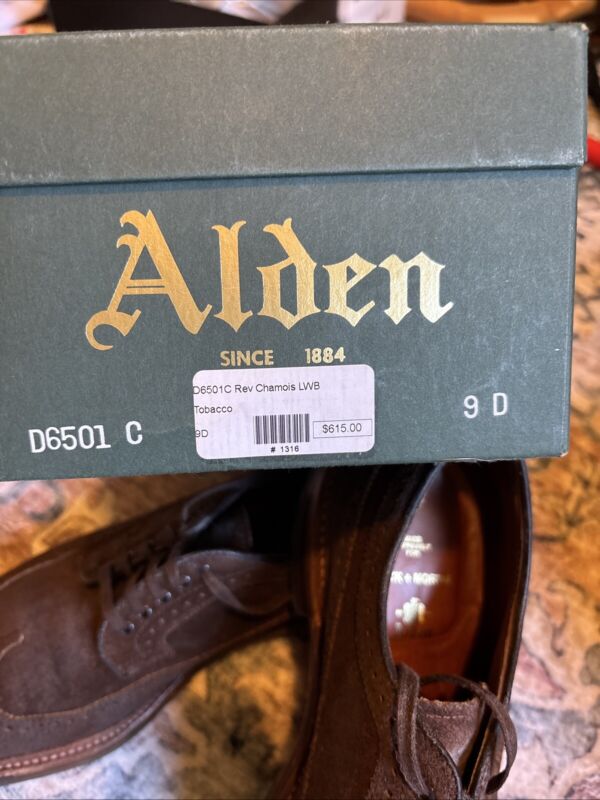 Alden
SINCE 1884
D6501C Rev Chamois LWB
Tobacco
9D
$615.00
# 1316
D6501 C
9 D